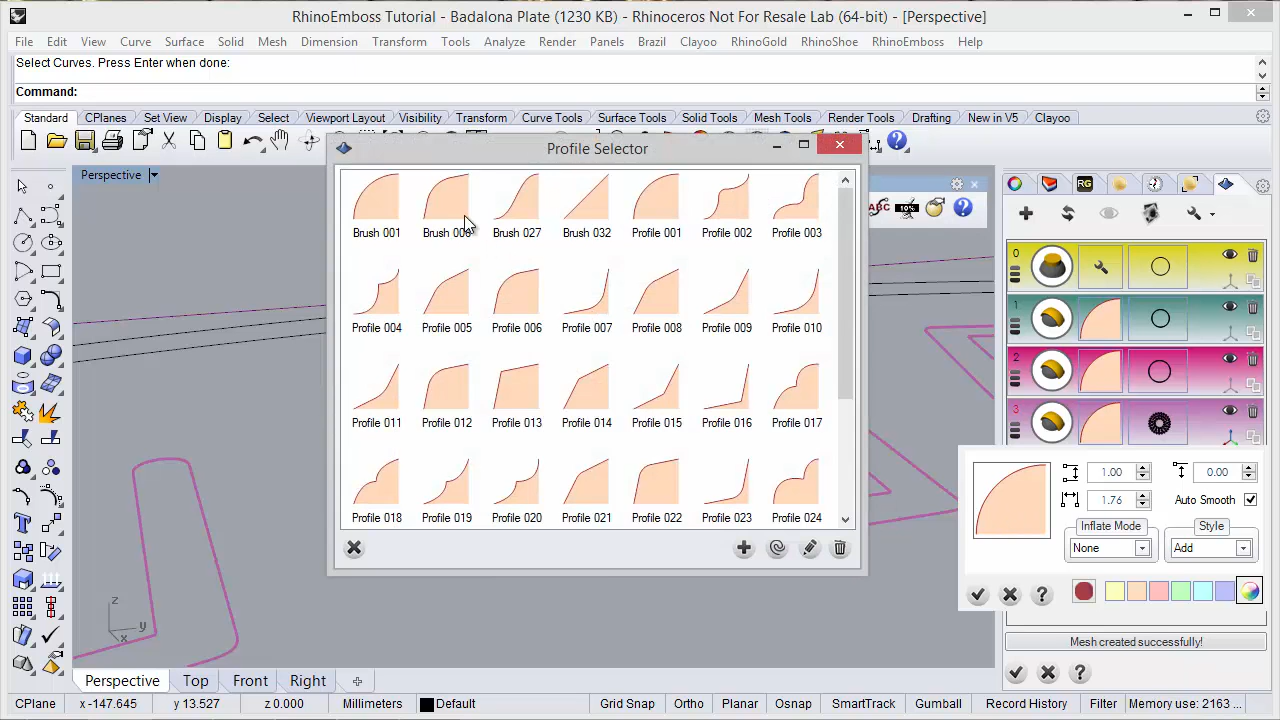 RhinoEmboss Tutorial - Badalona Plate (1230 KB) - Rhinoceros Not For Resale Lab (64-bit) - [Perspective]
File Edit View Curve Surface Solid Mesh Dimension Transform Tools Analyze Render Panels Brazil Clayoo RhinoGold RhinoShoe RhinoEmboss Help
Select Curves. Press Enter when done:
Command:
Standard CPlanes Set View Display Select Viewport Layout Visibility Transform Curve Tools Surface Tools Solid Tools Mesh Tools Render Tools Drafting New in V5 Clayoo
Profile Selector
Perspective
RG
ABC 10%
Brush 001 Brush 027 Brush 032 Profile 001 Profile 002 Profile 003
0
Profile 005 Profile 006 Profile 007 Profile 008 Profile 009 Profile 010
1
2
Profile 011 Profile 012 Profile 013 Profile 014 Profile 015 Profile 016 Profile 017
3
1.00 0.00
1.76 Auto Smooth
Profile 018 Profile 019 Profile 020 Profile 021 Profile 022 Profile 023 Profile 024
Inflate Mode Style
None Add
z
y
x
Mesh created successfully!
Perspective Top Front Right
CPlane x -147.645 y 13.527 z 0.000 Millimeters Default Grid Snap Ortho Planar Osnap SmartTrack Gumball Record History Filter Memory use: 2163 ...